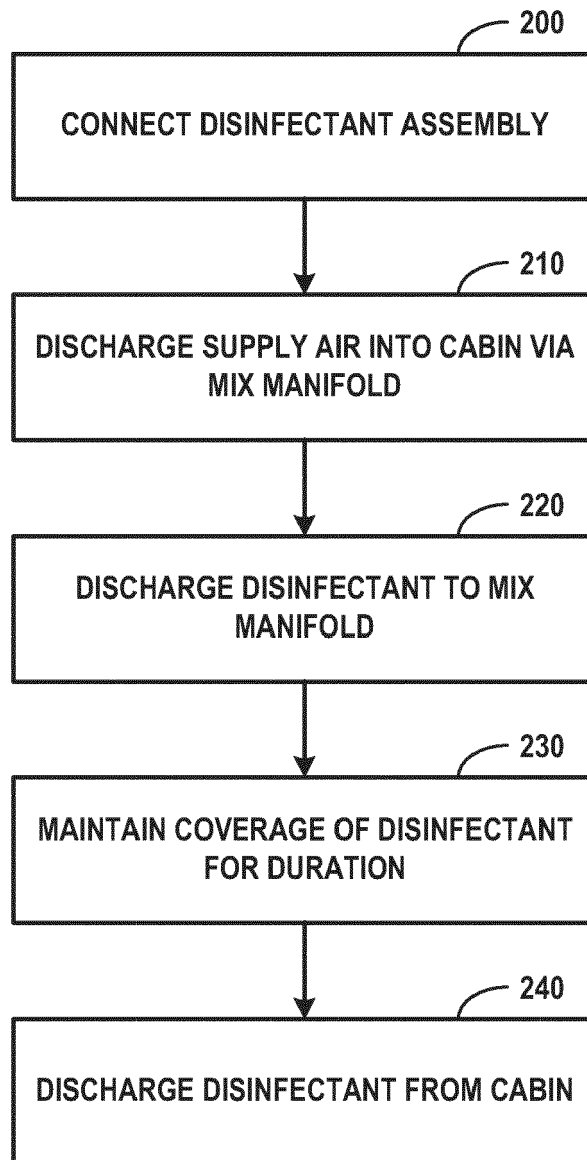 200
CONNECT DISINFECTANT ASSEMBLY
210
DISCHARGE SUPPLY AIR INTO CABIN VIA
MIX MANIFOLD
220
DISCHARGE DISINFECTANT TO MIX
MANIFOLD
230
MAINTAIN COVERAGE OF DISINFECTANT
FOR DURATION
240
DISCHARGE DISINFECTANT FROM CABIN